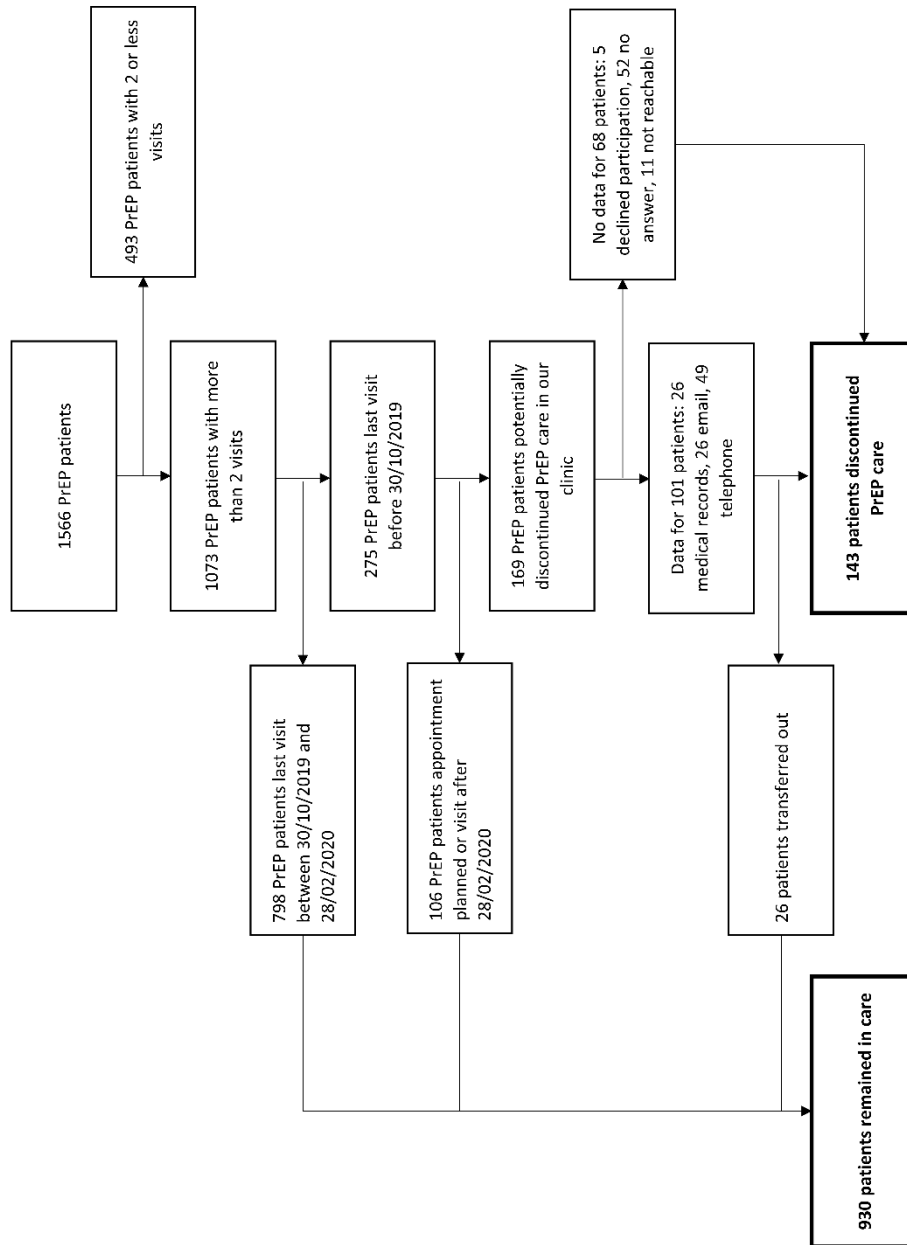 1566 PrEP patients
493 PrEP patients with 2 or less
visits
1073 PrEP patients with more
than 2 visits
798 PrEP patients last visit
between 30/10/2019 and
28/02/2020
275 PrEP patients last visit
before 30/10/2019
106 PrEP patients appointment
planned or visit after
28/02/2020
169 PrEP patients potentially
discontinued PrEP care in our
clinic
No data for 68 patients: 5
declined participation, 52 no
answer, 11 not reachable
Data for 101 patients: 26
medical records, 26 email, 49
telephone
26 patients transferred out
930 patients remained in care
143 patients discontinued
PrEP care